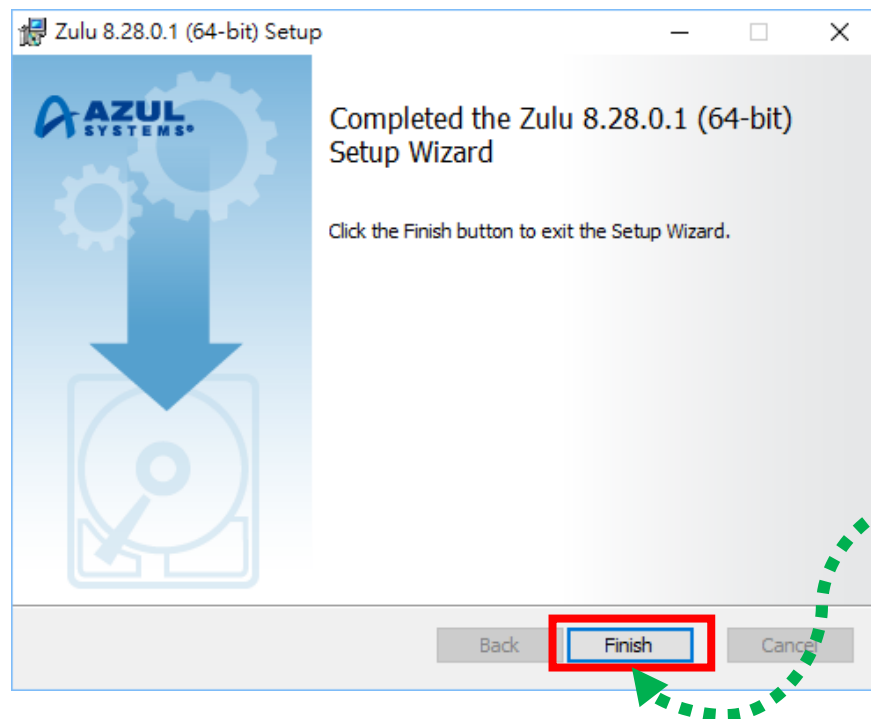 Zulu 8.28.0.1 (64-bit) Setup
AZUL
SYSTEMS®
Completed the Zulu 8.28.0.1 (64-bit)
Setup Wizard
Click the Finish button to exit the Setup Wizard.
Back Finish Cancel